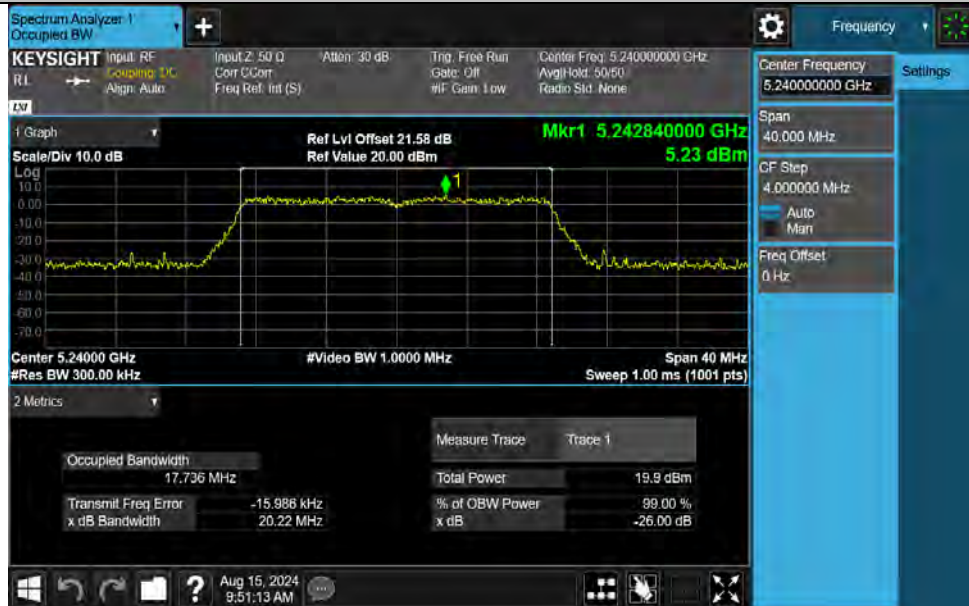 Spectrum Analyzer 1
Occupied BW
+
Frequency
KEYSIGHT
Input: RF
Coupling: DC
Align: Auto
Input Z: 50 Ω
Corr CCorr
Freq Ref: Int (S)
Atten: 30 dB
Trig: Free Run
Gate: Off
#IF Gain: Low
Center Freq: 5.240000000 GHz
Avg|Hold: 50/50
Radio Std: None
LXI
Center Frequency
5.240000000 GHz
Settings
Span
40.000 MHz
CF Step
4.000000 MHz
Auto
Man
Freq Offset
0 Hz
1 Graph
Scale/Div 10.0 dB
Ref Lvl Offset 21.58 dB
Ref Value 20.00 dBm
Mkr1 5.242840000 GHz
5.23 dBm
Log
10.0
0.00
-10.0
-20.0
-30.0
-40.0
-50.0
-60.0
-70.0
1
Center 5.24000 GHz
#Res BW 300.00 kHz
#Video BW 1.0000 MHz
Span 40 MHz
Sweep 1.00 ms (1001 pts)
2 Metrics
Measure Trace Trace 1
Occupied Bandwidth
17.736 MHz
Total Power 19.9 dBm
Transmit Freq Error -15.986 kHz
% of OBW Power 99.00 %
x dB Bandwidth 20.22 MHz
x dB -26.00 dB
?
Aug 15, 2024
9:51:13 AM